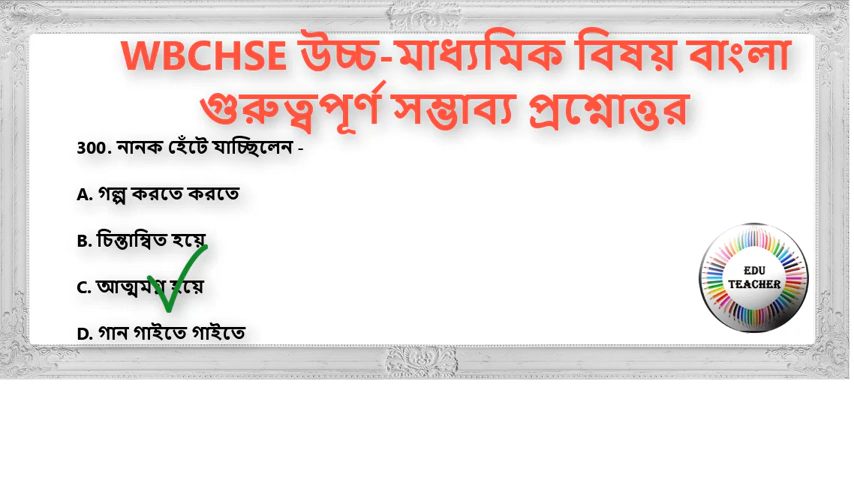 WBCHSE উচ্চ-মাধ্যমিক বিষয় বাংলা
গুরুত্বপূর্ণ সম্ভাব্য প্রশ্নোত্তর
300. নানক হেঁটে যাচ্ছিলেন -
A. গল্প করতে করতে
B. চিন্তান্বিত হয়ে
C. আত্মমগ্ন হয়ে
D. গান গাইতে গাইতে
EDU
TEACHER